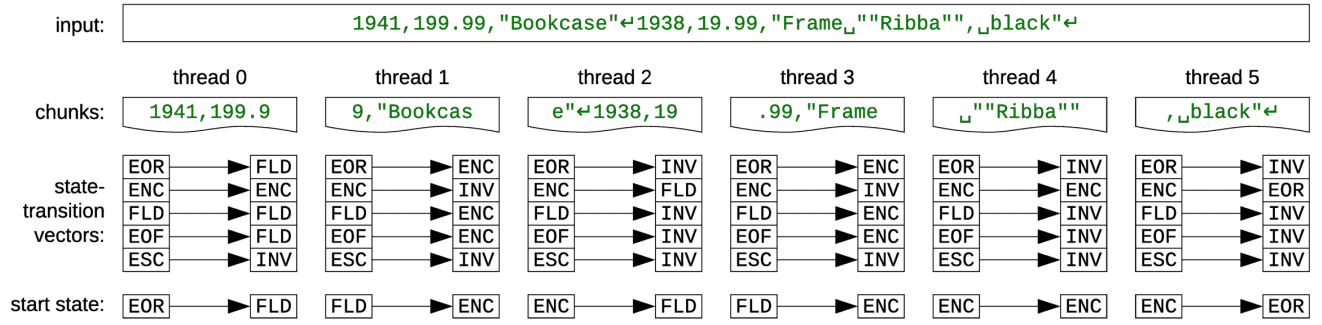 input: 1941,199.99,"Bookcase"↵1938,19.99,"Frame␣""Ribba"",␣black"↵
thread 0 thread 1 thread 2 thread 3 thread 4 thread 5
chunks: 1941,199.9 9,"Bookcas e"↵1938,19 .99,"Frame ␣""Ribba"" ,␣black"↵
state-transition vectors:
EOR FLD EOR ENC EOR INV EOR ENC EOR INV EOR INV
ENC ENC ENC INV ENC FLD ENC INV ENC ENC ENC EOR
FLD FLD FLD ENC FLD INV FLD ENC FLD INV FLD INV
EOF FLD EOF ENC EOF INV EOF ENC EOF INV EOF INV
ESC INV ESC INV ESC INV ESC INV ESC INV ESC INV
start state: EOR FLD FLD ENC ENC FLD FLD ENC ENC ENC ENC EOR